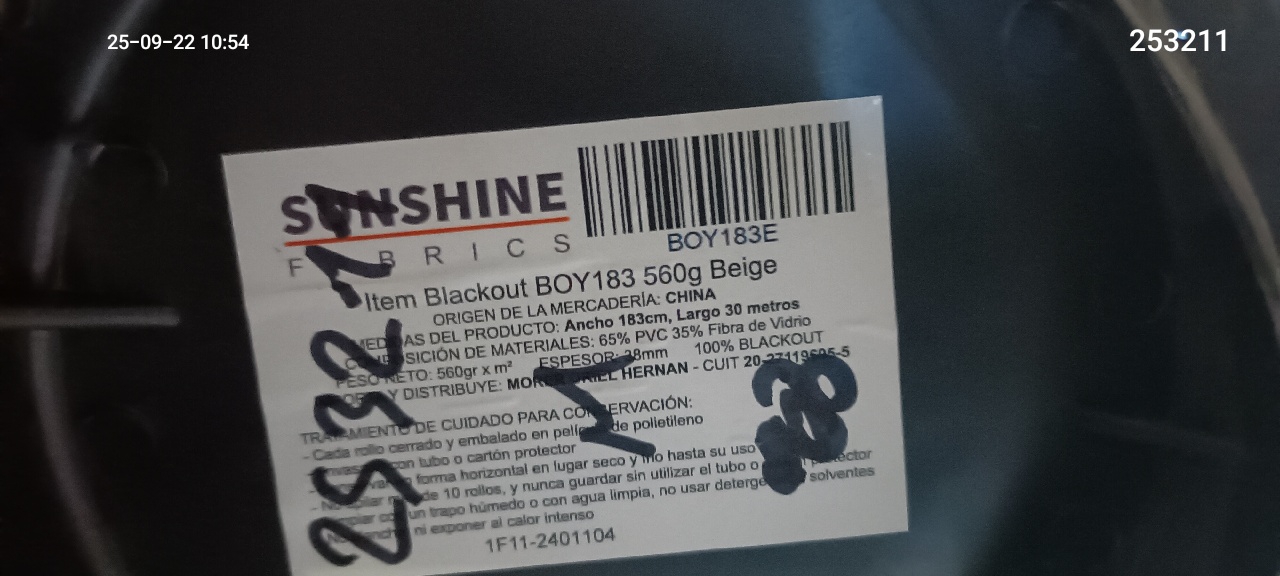 25-09-22 10:54
253211
SUNSHINE
F BRICS
BOY183E
Item Blackout BOY183 560g Beige
ORIGEN DE LA MERCADERÍA: CHINA
DEL PRODUCTO: Ancho 183cm, Largo 30 metros
DE MATERIALES: 65% PVC 35% Fibra de Vidrio
PESO NETO: 560gr x m² ESPESOR: 100% BLACKOUT
Y DISTRIBUYE: HERNAN - CUIT
TRATAMIENTO DE CUIDADO PARA CONSERVACIÓN:
- Cada rollo cerrado y embalado en de polietileno
con tubo o cartón protector
forma horizontal en lugar seco y hasta su uso
de 10 rollos, y nunca guardar sin utilizar el tubo o protector
un trapo húmedo o con agua limpia, no usar solventes
ni exponer al calor intenso
1F11-2401104
253211